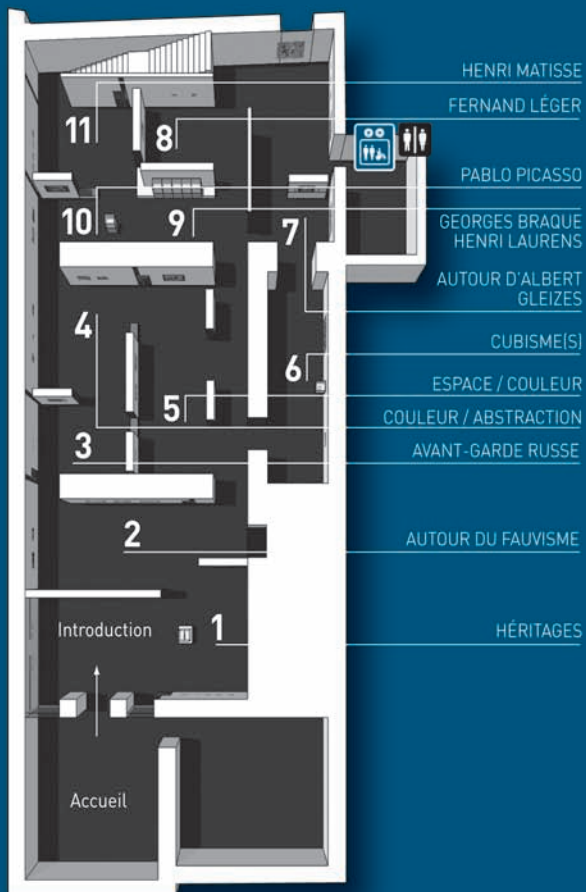 HENRI MATISSE
11
FERNAND LÉGER
8
PABLO PICASSO
10
9
GEORGES BRAQUE
HENRI LAURENS
7
AUTOUR D'ALBERT
GLEIZES
4
CUBISME(S)
6
ESPACE / COULEUR
5
COULEUR / ABSTRACTION
3
AVANT-GARDE RUSSE
2
AUTOUR DU FAUVISME
Introduction
1
HÉRITAGES
Accueil